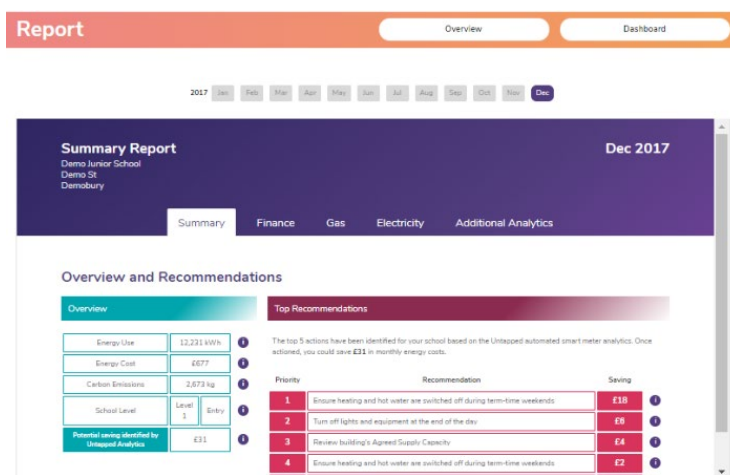 Report
Overview
Dashboard
2017 Jan Feb Mar Apr May Jun Jul Aug Sep Oct Nov Dec
Summary Report
Dec 2017
Demo Junior School
Demo St
Demobury
Summary Finance Gas Electricity Additional Analytics
Overview and Recommendations
Overview
Energy Use 12,231 kWh
Energy Cost £677
Carbon Emissions 2,673 kg
School Level Level 1 Entry
Potential saving identified by
Untapped Analytics £31
Top Recommendations
The top 5 actions have been identified for your school based on the Untapped automated smart meter analytics. Once
actioned, you could save £31 in monthly energy costs.
Priority Recommendation Saving
1 Ensure heating and hot water are switched off during term-time weekends £18
2 Turn off lights and equipment at the end of the day £6
3 Review building's Agreed Supply Capacity £4
4 Ensure heating and hot water are switched off during term-time weekends £2